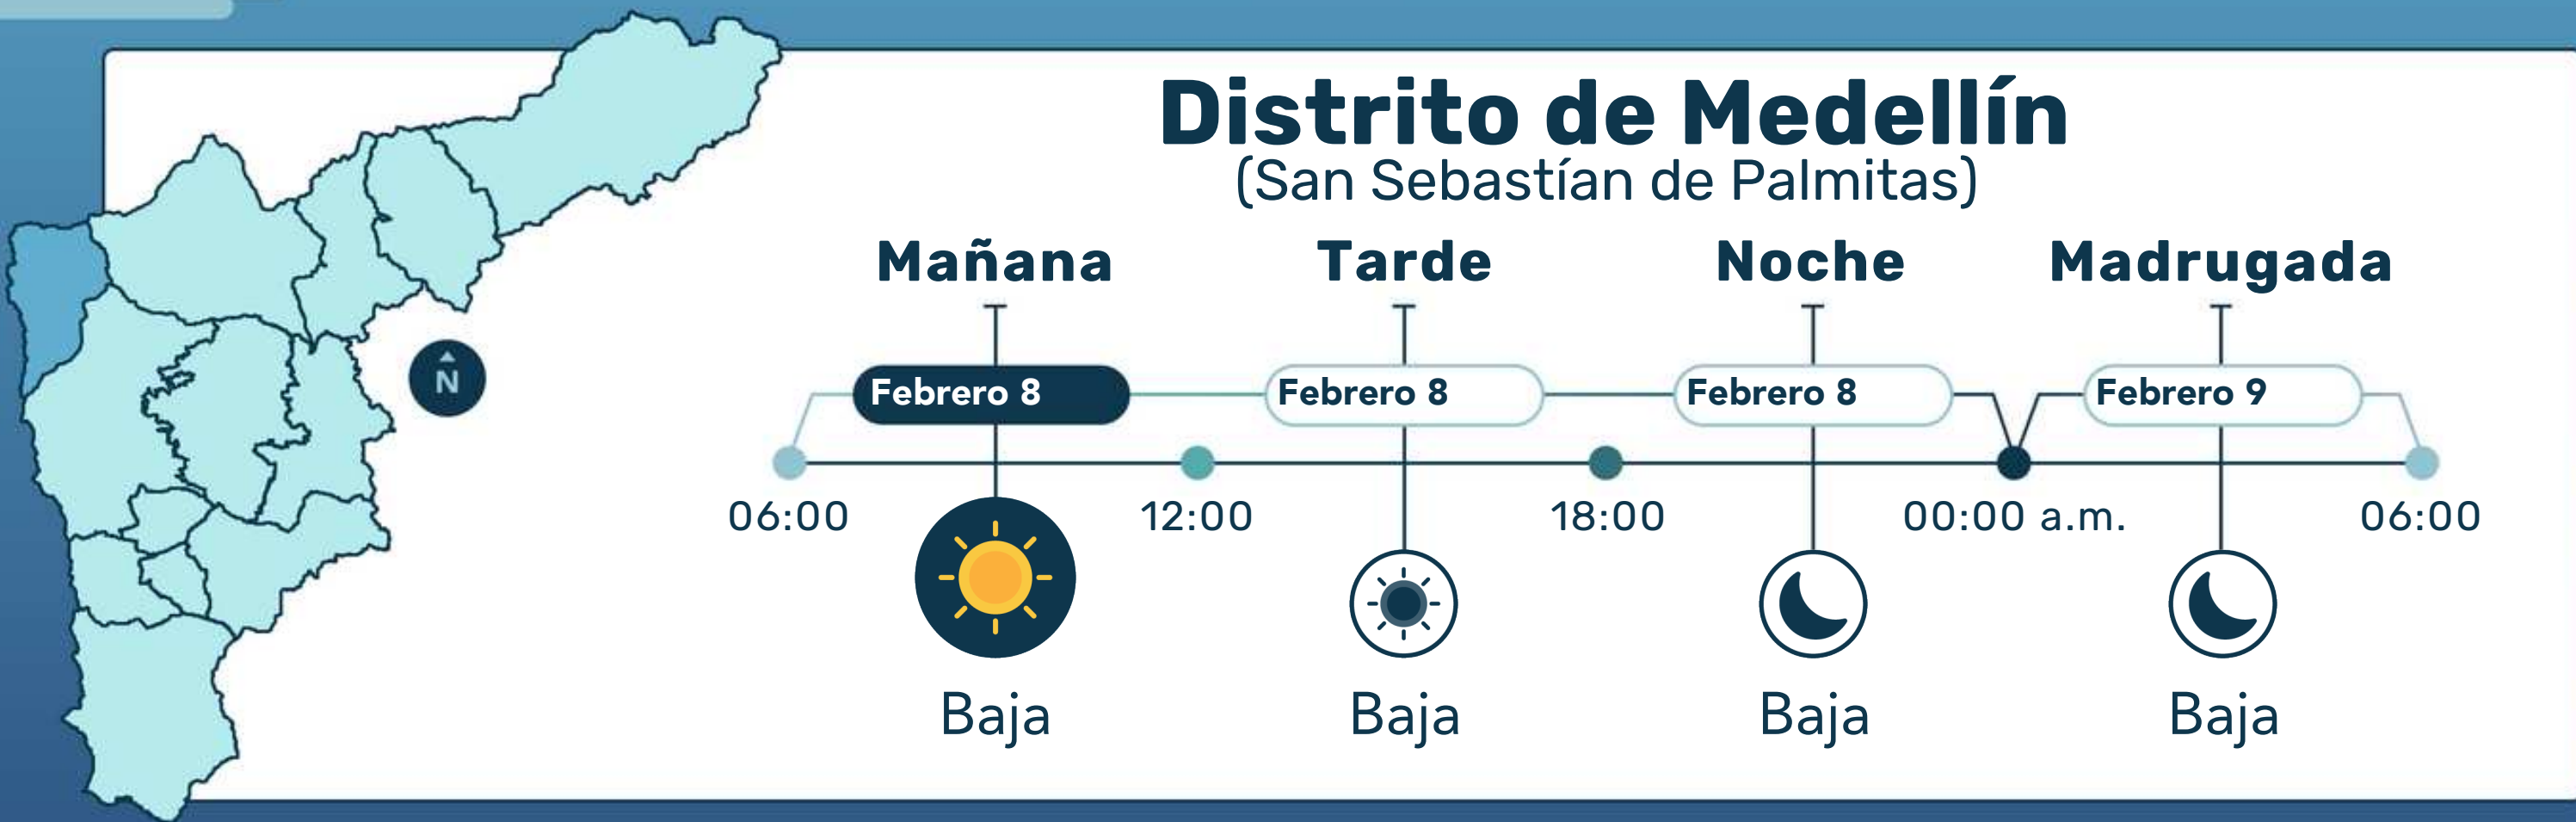 Distrito de Medellín
(San Sebastían de Palmitas)
Mañana Tarde Noche Madrugada
Febrero 8 Febrero 8 Febrero 8 Febrero 9
N
06:00 12:00 18:00 00:00 a.m. 06:00
Baja Baja Baja Baja